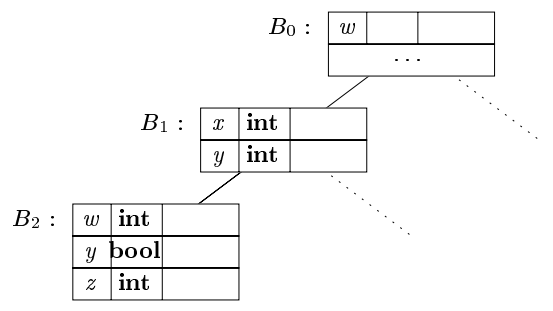 B₀ : w
...
B₁ : x int
y int
B₂ : w int
y bool
z int